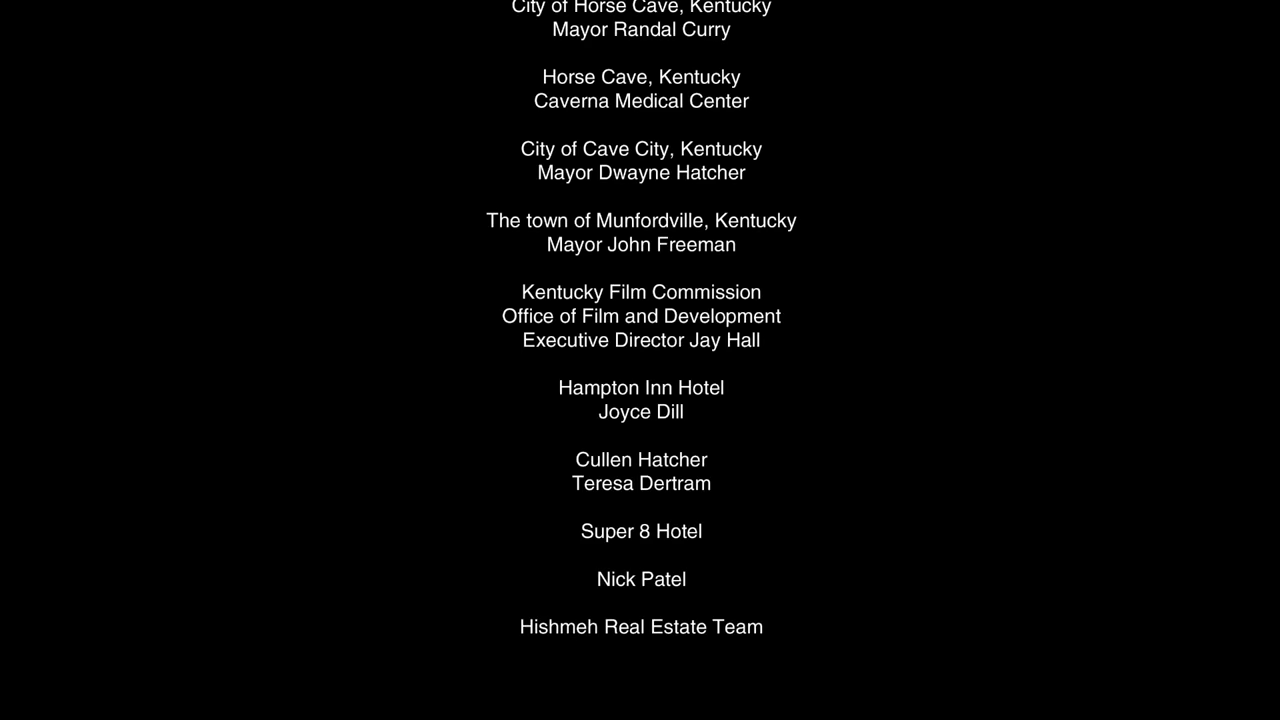 City of Horse Cave, Kentucky
Mayor Randal Curry
Horse Cave, Kentucky
Caverna Medical Center
City of Cave City, Kentucky
Mayor Dwayne Hatcher
The town of Munfordville, Kentucky
Mayor John Freeman
Kentucky Film Commission
Office of Film and Development
Executive Director Jay Hall
Hampton Inn Hotel
Joyce Dill
Cullen Hatcher
Teresa Dertram
Super 8 Hotel
Nick Patel
Hishmeh Real Estate Team